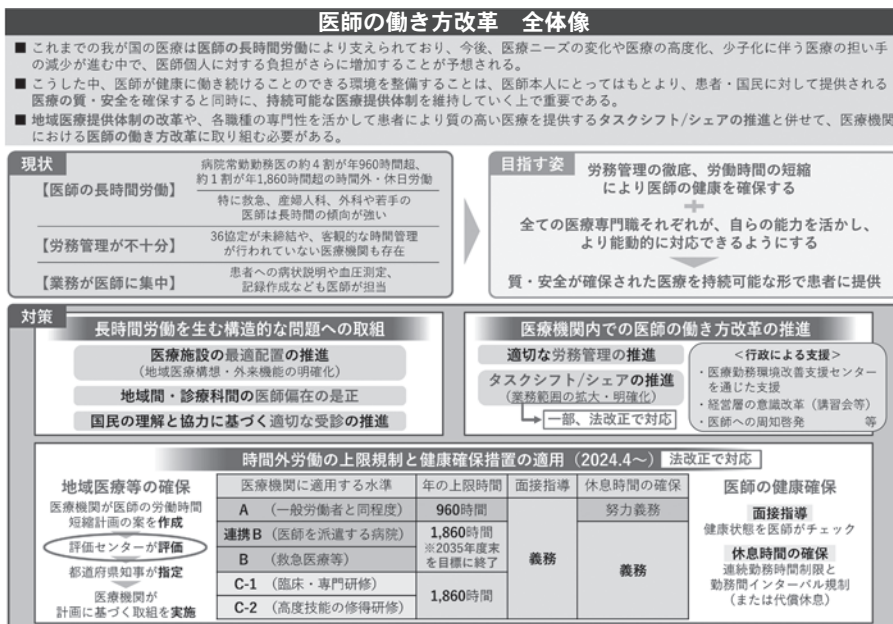 医師の働き方改革　全体像
■ これまでの我が国の医療は医師の長時間労働により支えられており、今後、医療ニーズの変化や医療の高度化、少子化に伴う医療の担い手
の減少が進む中で、医師個人に対する負担がさらに増加することが予想される。
■ こうした中、医師が健康に働き続けることのできる環境を整備することは、医師本人にとってはもとより、患者・国民に対して提供される
医療の質・安全を確保すると同時に、持続可能な医療提供体制を維持していく上で重要である。
■ 地域医療提供体制の改革や、各職種の専門性を活かして患者により質の高い医療を提供するタスクシフト/シェアの推進と併せて、医療機関
における医師の働き方改革に取り組む必要がある。
現状
【医師の長時間労働】
病院常勤勤務医の約4割が年960時間超、
約1割が年1,860時間超の時間外・休日労働
特に救急、産婦人科、外科や若手の
医師は長時間の傾向が強い
【労務管理が不十分】
36協定が未締結や、客観的な時間管理
が行われていない医療機関も存在
【業務が医師に集中】
患者への病状説明や血圧測定、
記録作成なども医師が担当
目指す姿
労務管理の徹底、労働時間の短縮
により医師の健康を確保する
+
全ての医療専門職それぞれが、自らの能力を活かし、
より能動的に対応できるようにする
質・安全が確保された医療を持続可能な形で患者に提供
対策
長時間労働を生む構造的な問題への取組
医療施設の最適配置の推進
（地域医療構想・外来機能の明確化）
地域間・診療科間の医師偏在の是正
国民の理解と協力に基づく適切な受診の推進
医療機関内での医師の働き方改革の推進
適切な労務管理の推進
タスクシフト/シェアの推進
（業務範囲の拡大・明確化）
一部、法改正で対応
＜行政による支援＞
・医療勤務環境改善支援センター
を通じた支援
・経営層の意識改革（講習会等）
・医師への周知啓発　等
時間外労働の上限規制と健康確保措置の適用（2024.4～） 法改正で対応
地域医療等の確保
医療機関が医師の労働時間
短縮計画の案を作成
評価センターが評価
都道府県知事が指定
医療機関が
計画に基づく取組を実施
医療機関に適用する水準 年の上限時間 面接指導 休息時間の確保
A （一般労働者と同程度） 960時間 努力義務
連携B （医師を派遣する病院） 1,860時間
※2035年度末
を目標に終了
B （救急医療等）
義務 義務
C-1 （臨床・専門研修） 1,860時間
C-2 （高度技能の修得研修）
医師の健康確保
面接指導
健康状態を医師がチェック
休息時間の確保
連続勤務時間制限と
勤務間インターバル規制
（または代償休息）